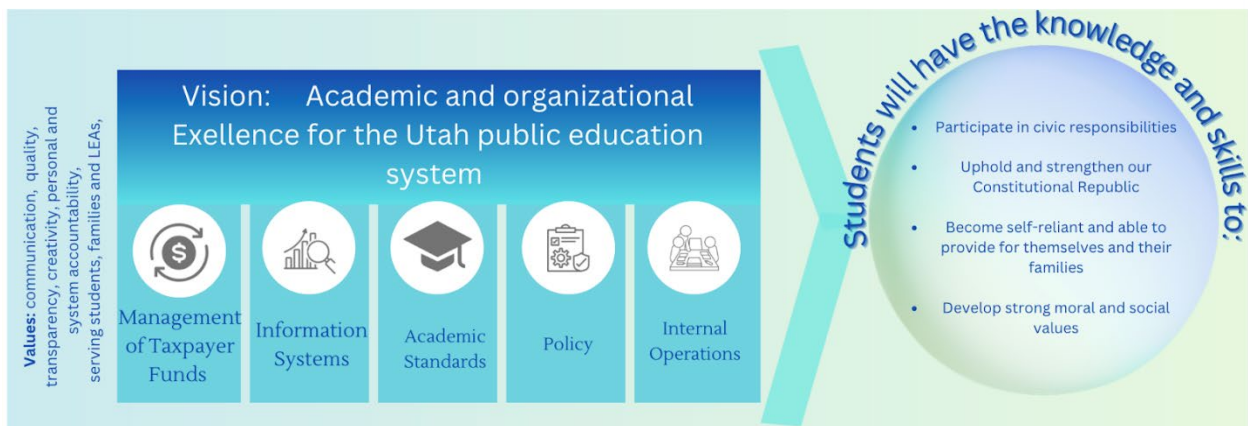 Values: communication, quality,
transparency, creativity, personal and
system accountability,
serving students, families and LEAs,
Vision: Academic and organizational
Exellence for the Utah public education
system
Management
of Taxpayer
Funds
Information
Systems
Academic
Standards
Policy
Internal
Operations
Students will have the knowledge and skills to:
• Participate in civic responsibilities
• Uphold and strengthen our
Constitutional Republic
• Become self-reliant and able to
provide for themselves and their
families
• Develop strong moral and social
values